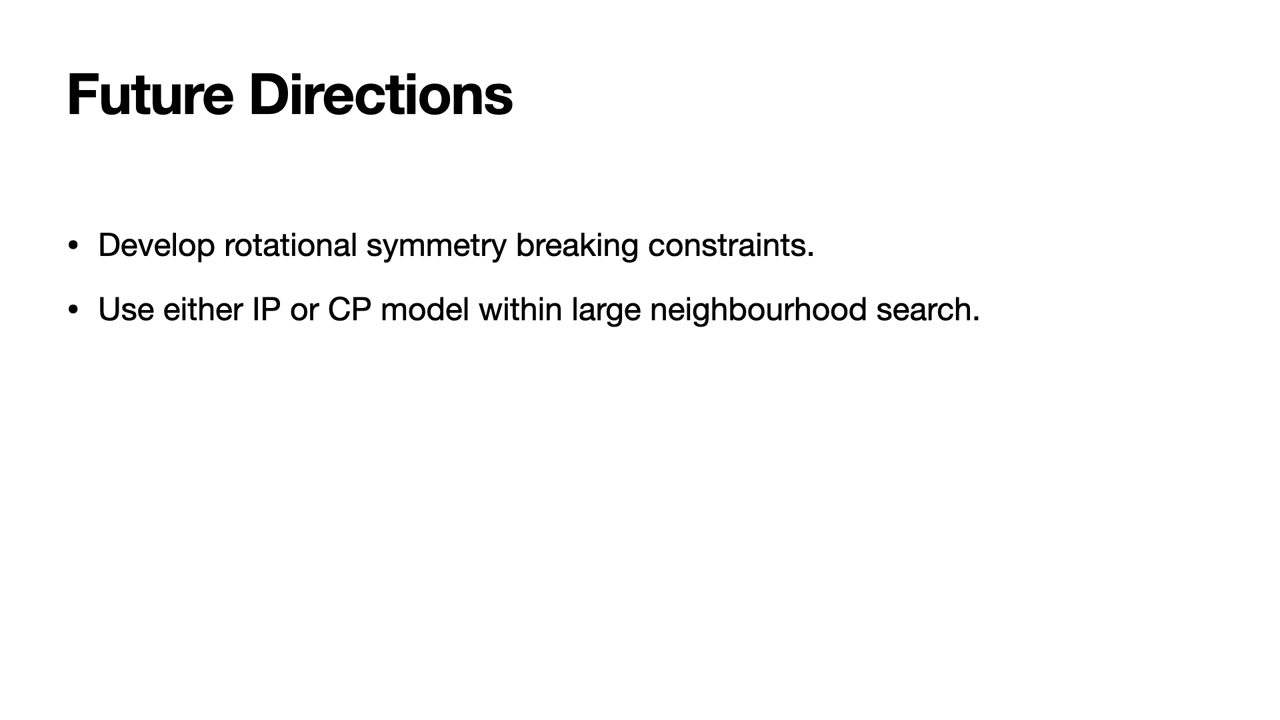 Future Directions
• Develop rotational symmetry breaking constraints.
• Use either IP or CP model within large neighbourhood search.